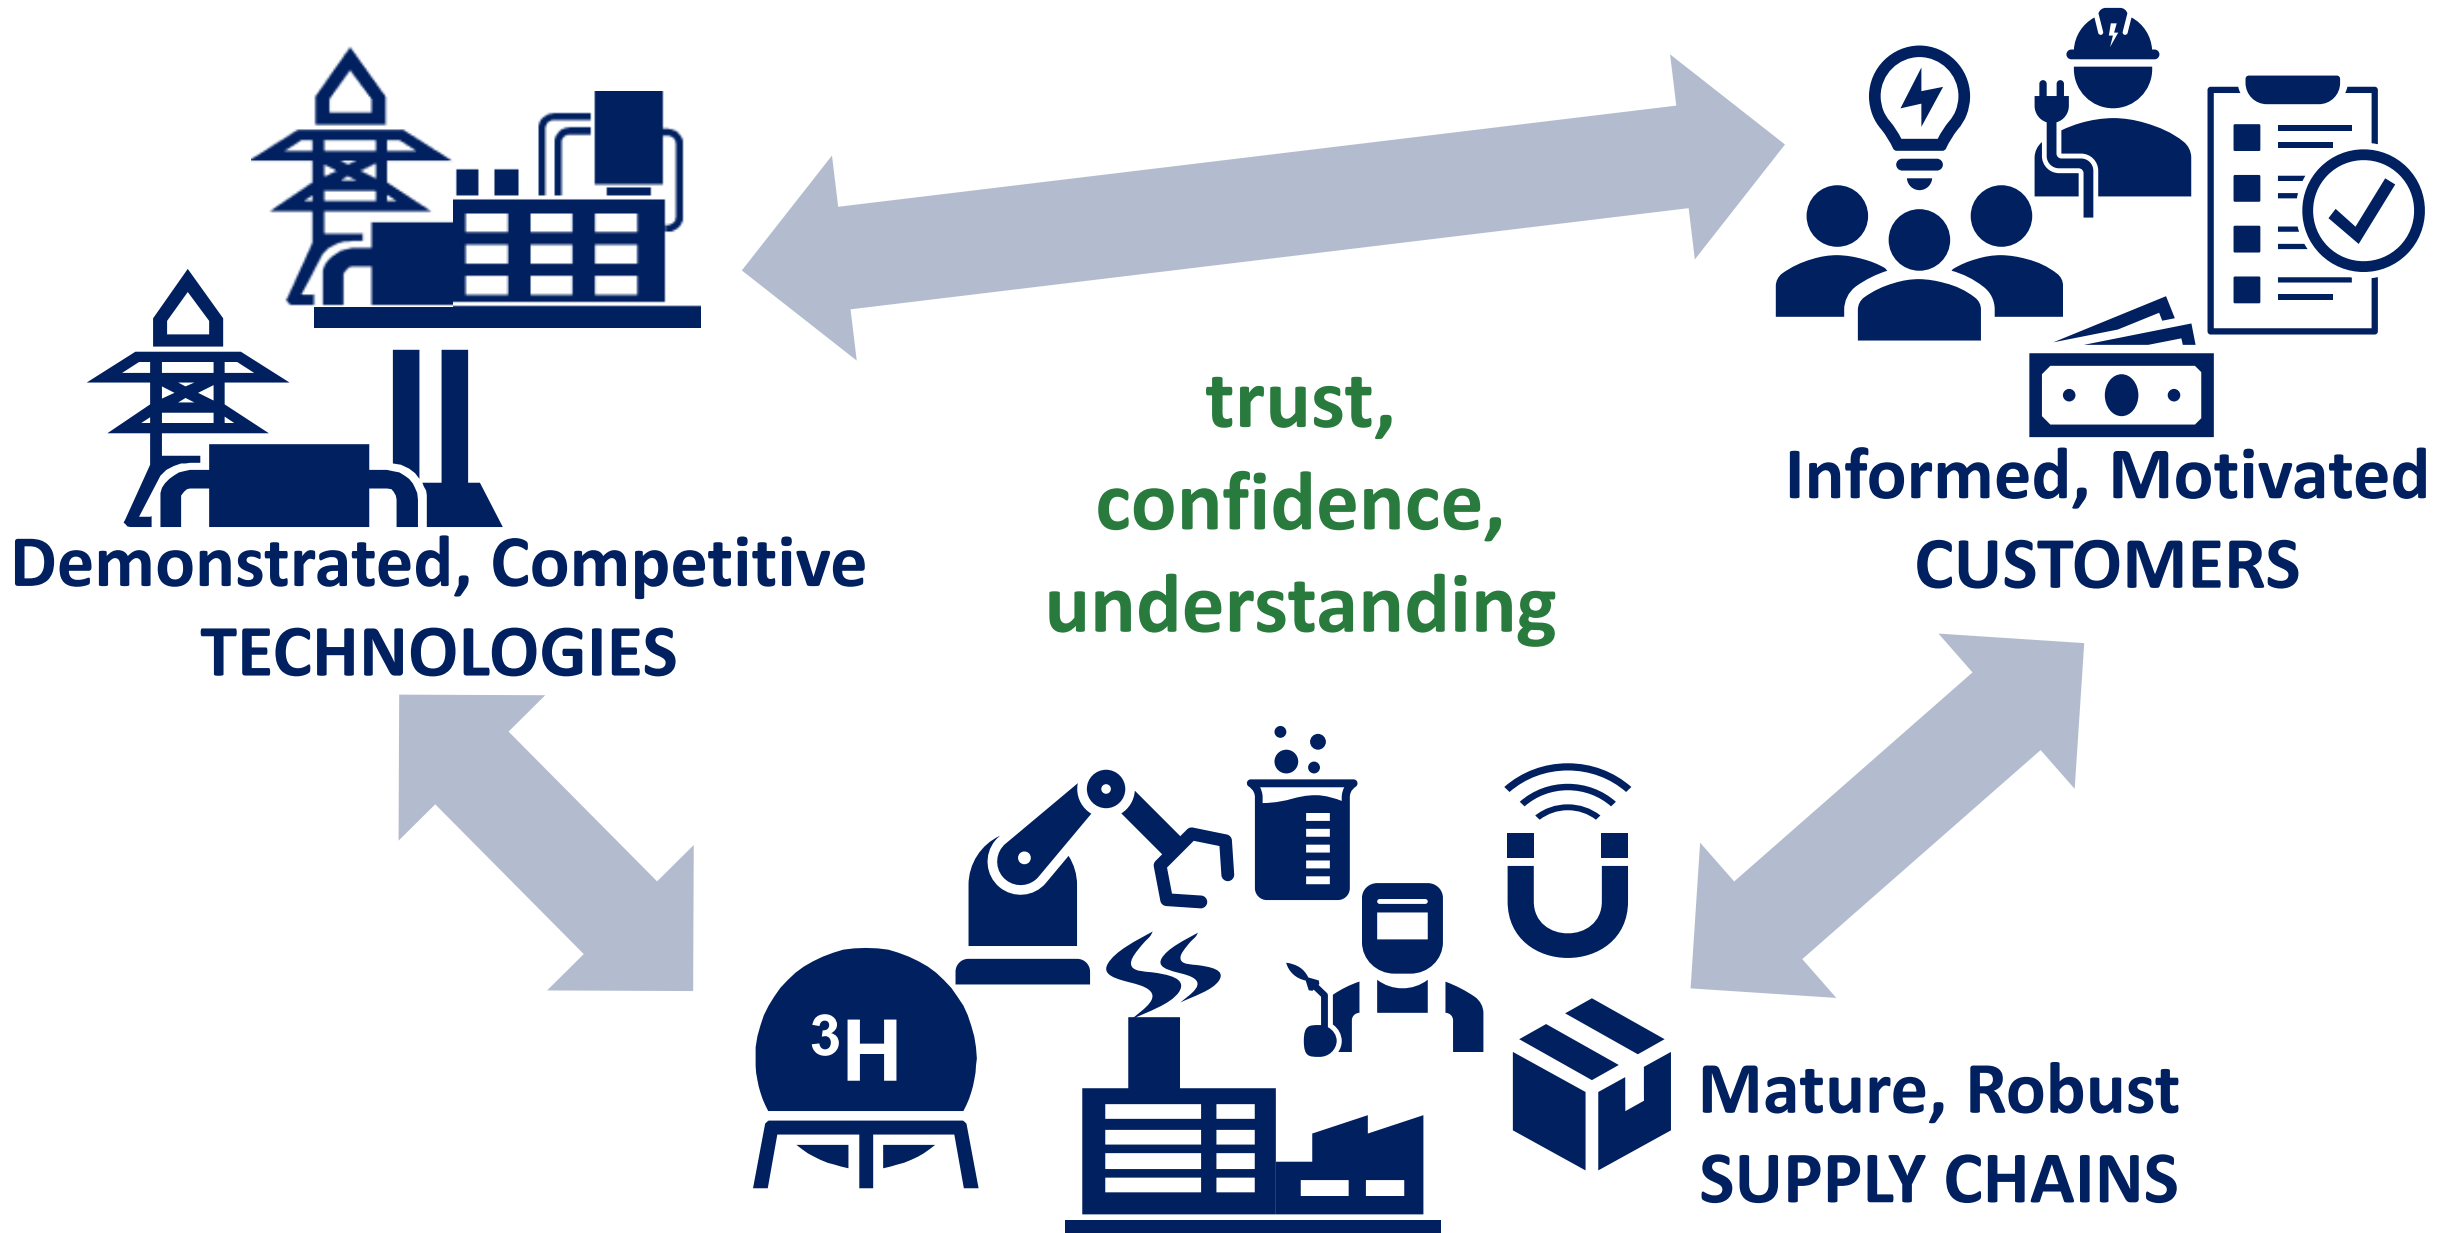 trust,
confidence,
understanding
Informed, Motivated
CUSTOMERS
Demonstrated, Competitive
TECHNOLOGIES
³H
Mature, Robust
SUPPLY CHAINS